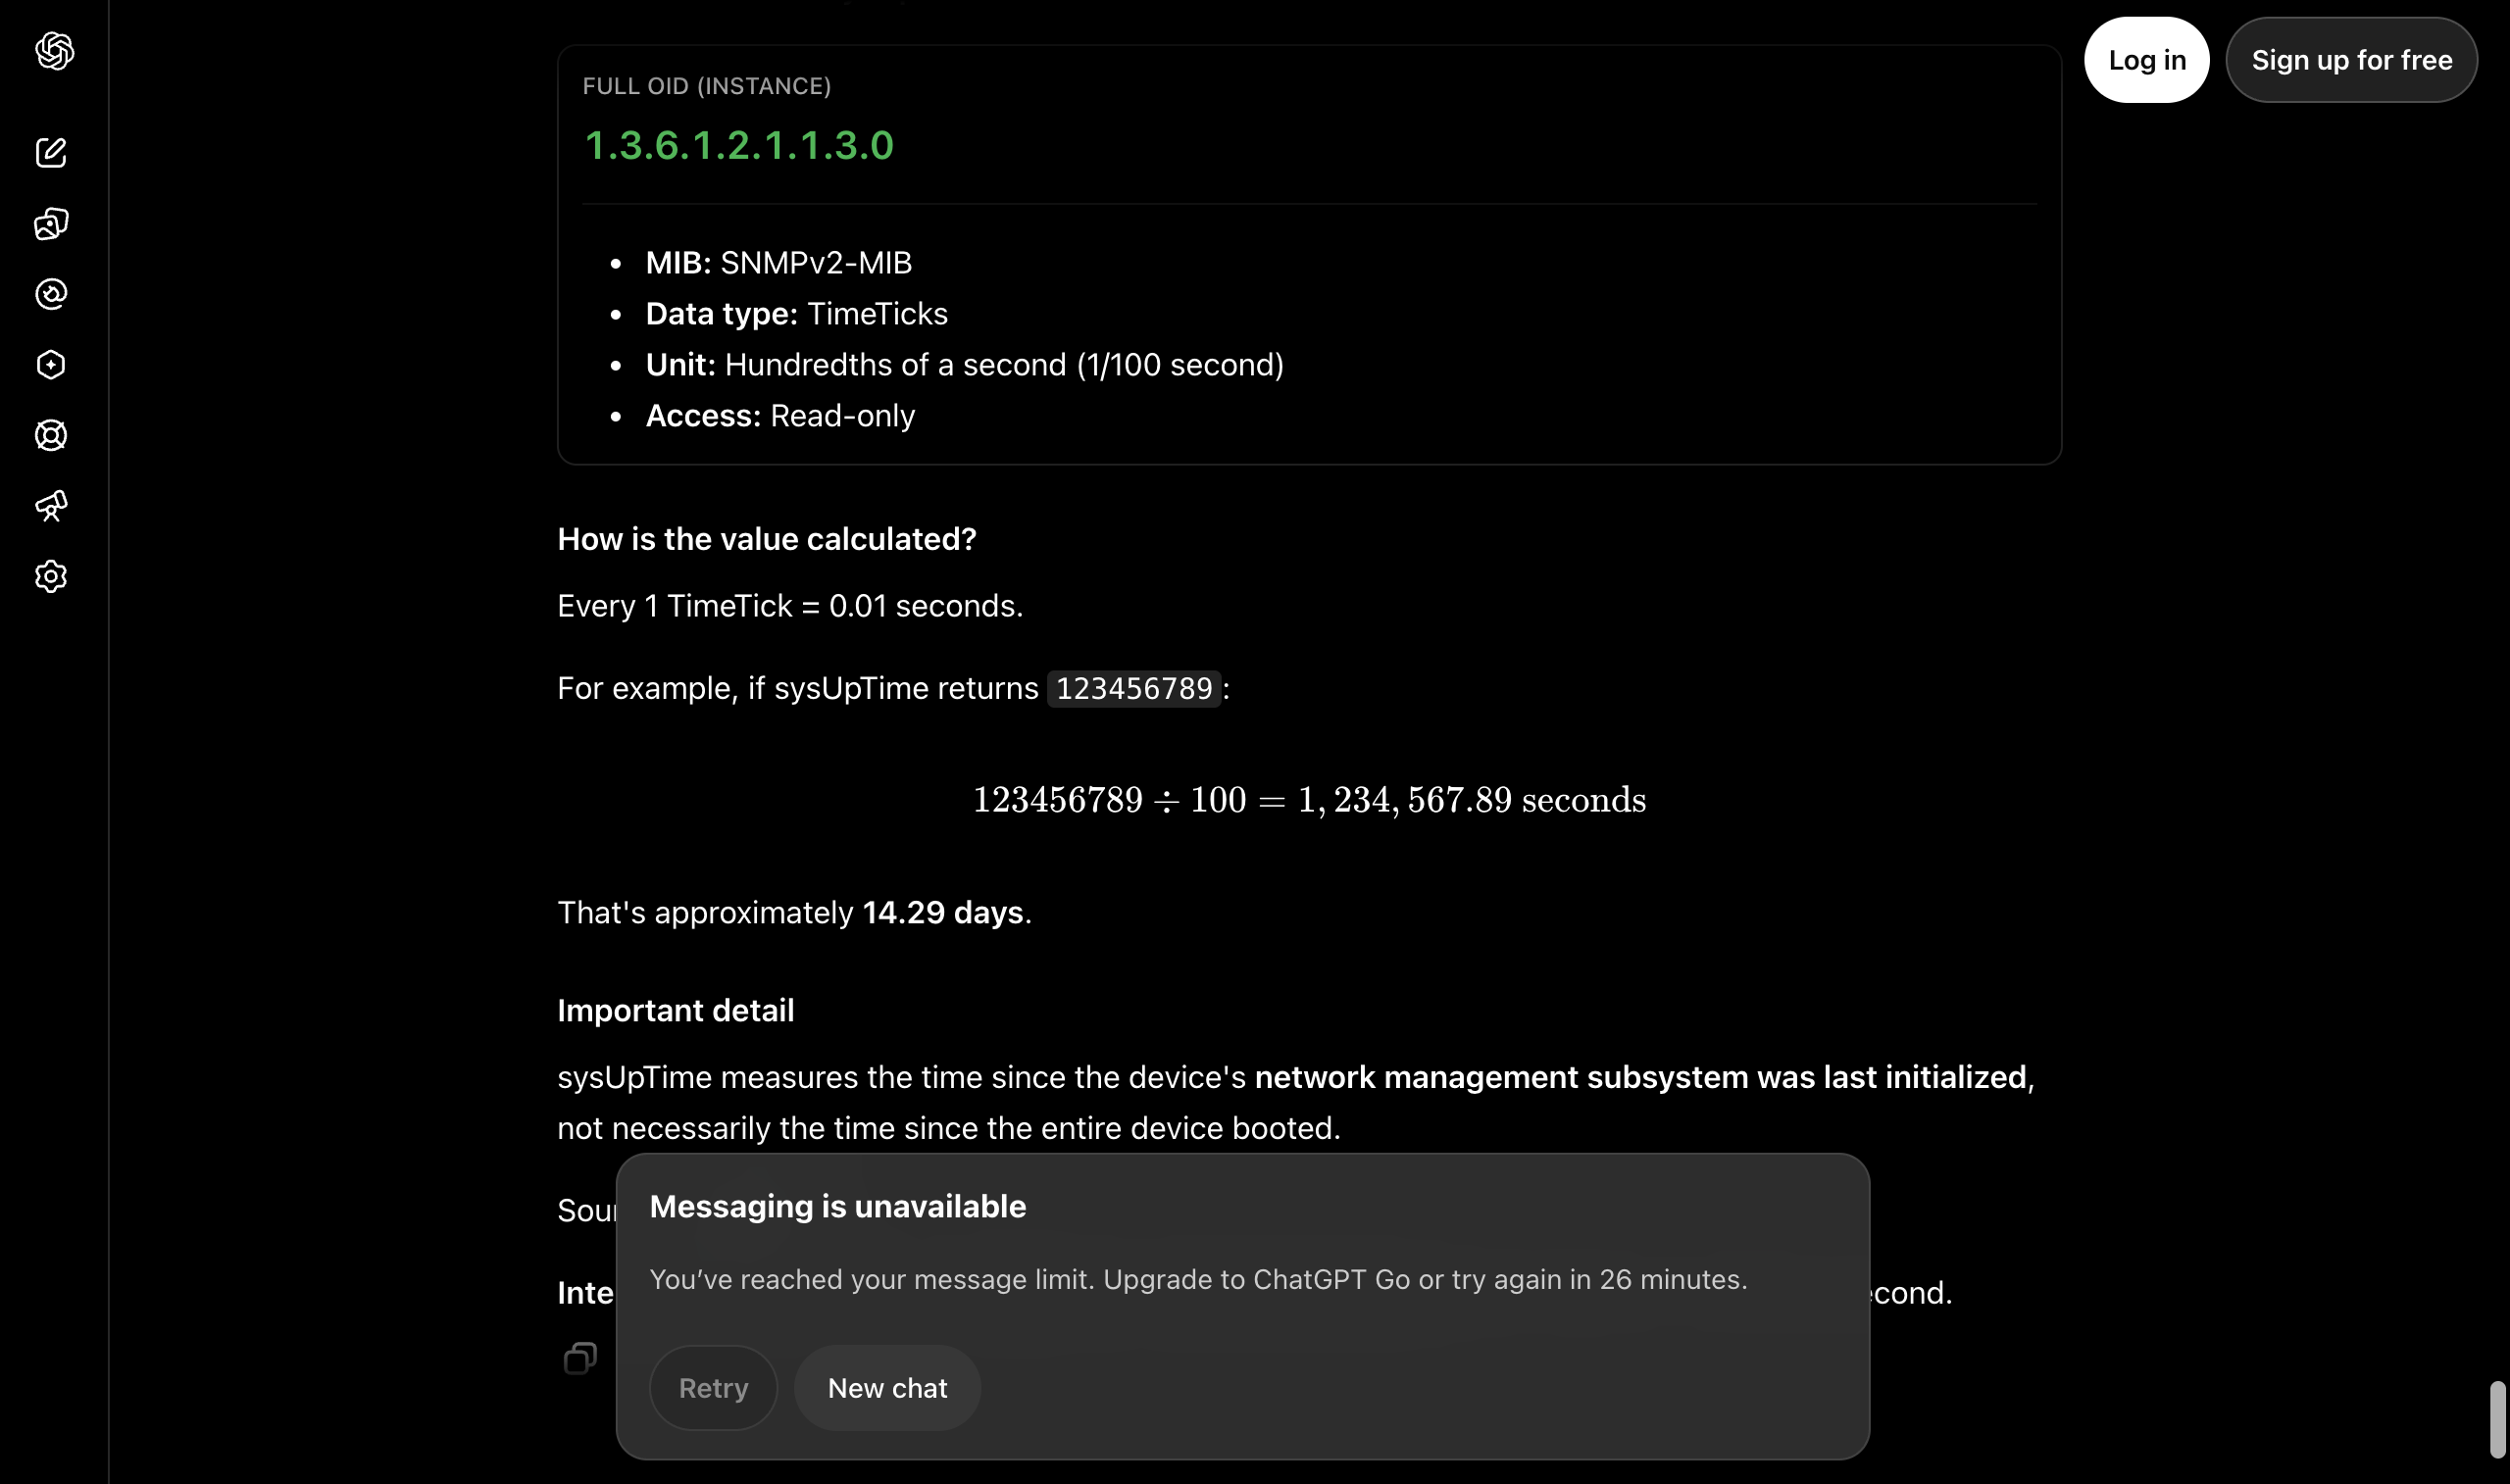 Log in
Sign up for free
FULL OID (INSTANCE)
1.3.6.1.2.1.1.3.0
• MIB: SNMPv2-MIB
• Data type: TimeTicks
• Unit: Hundredths of a second (1/100 second)
• Access: Read-only
How is the value calculated?
Every 1 TimeTick = 0.01 seconds.
For example, if sysUpTime returns 123456789:
123456789 ÷ 100 = 1,234,567.89 seconds
That's approximately 14.29 days.
Important detail
sysUpTime measures the time since the device's network management subsystem was last initialized,
not necessarily the time since the entire device booted.
Messaging is unavailable
You’ve reached your message limit. Upgrade to ChatGPT Go or try again in 26 minutes.
Retry
New chat